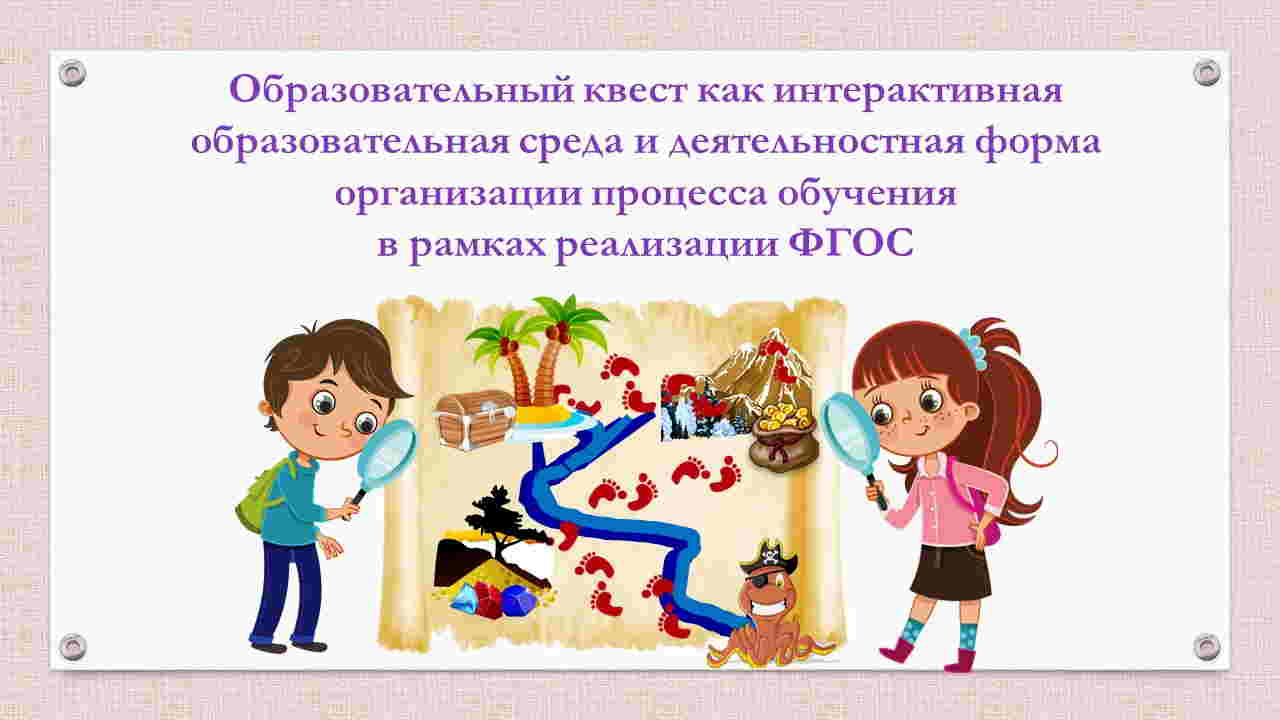 Образовательный квест как интерактивная
образовательная среда и деятельностная форма
организации процесса обучения
в рамках реализации ФГОС